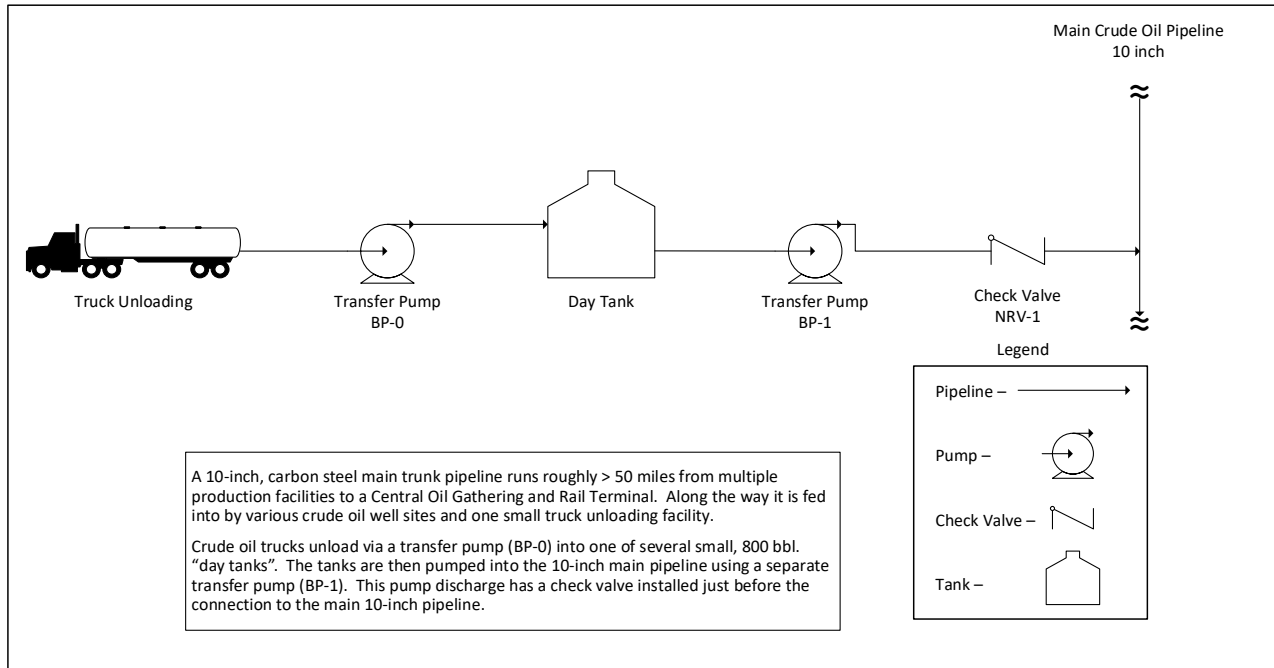 Main Crude Oil Pipeline
10 inch
Truck Unloading
Transfer Pump
BP-0
Day Tank
Transfer Pump
BP-1
Check Valve
NRV-1
Legend
Pipeline –
Pump –
Check Valve –
Tank –
A 10-inch, carbon steel main trunk pipeline runs roughly > 50 miles from multiple
production facilities to a Central Oil Gathering and Rail Terminal.  Along the way it is fed
into by various crude oil well sites and one small truck unloading facility.
Crude oil trucks unload via a transfer pump (BP-0) into one of several small, 800 bbl.
“day tanks”.  The tanks are then pumped into the 10-inch main pipeline using a separate
transfer pump (BP-1).  This pump discharge has a check valve installed just before the
connection to the main 10-inch pipeline.